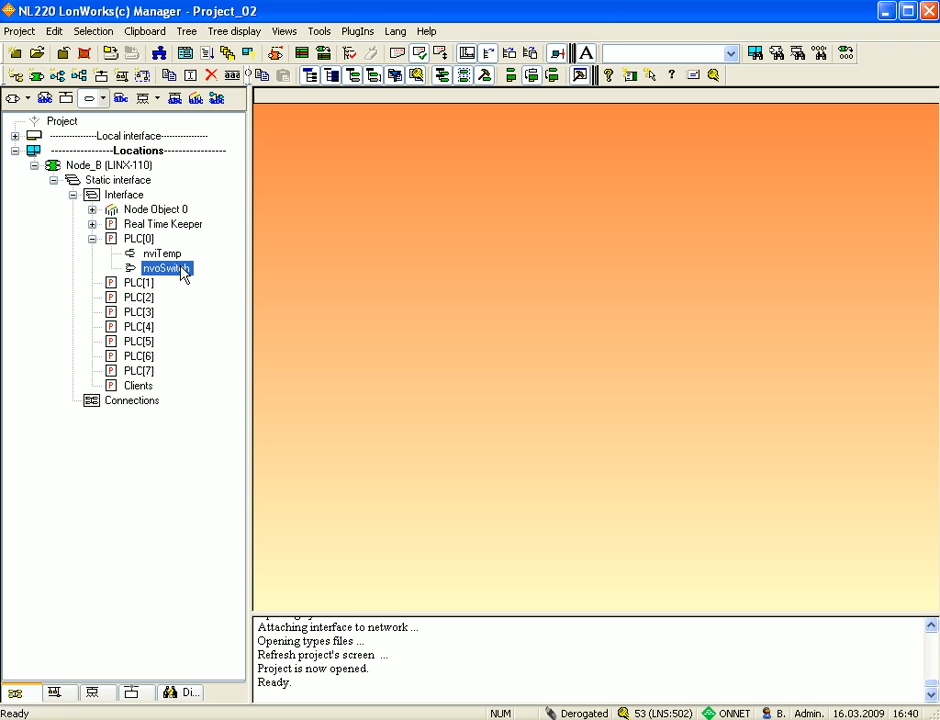 NL220 LonWorks(c) Manager - Project_02
Project Edit Selection Clipboard Tree Tree display Views Tools PlugIns Lang Help
Project
----------------Local interface----------------
----------------Locations----------------
Node_B (LINX-110)
Static interface
Interface
Node Object 0
Real Time Keeper
PLC[0]
nviTemp
nvoSwitch
PLC[1]
PLC[2]
PLC[3]
PLC[4]
PLC[5]
PLC[6]
PLC[7]
Clients
Connections
Attaching interface to network ...
Opening types files ...
Refresh project's screen ...
Project is now opened.
Ready.
Di...
Ready NUM Derogated 53 (LNS:502) ONNET B. Admin. 16.03.2009 16:40